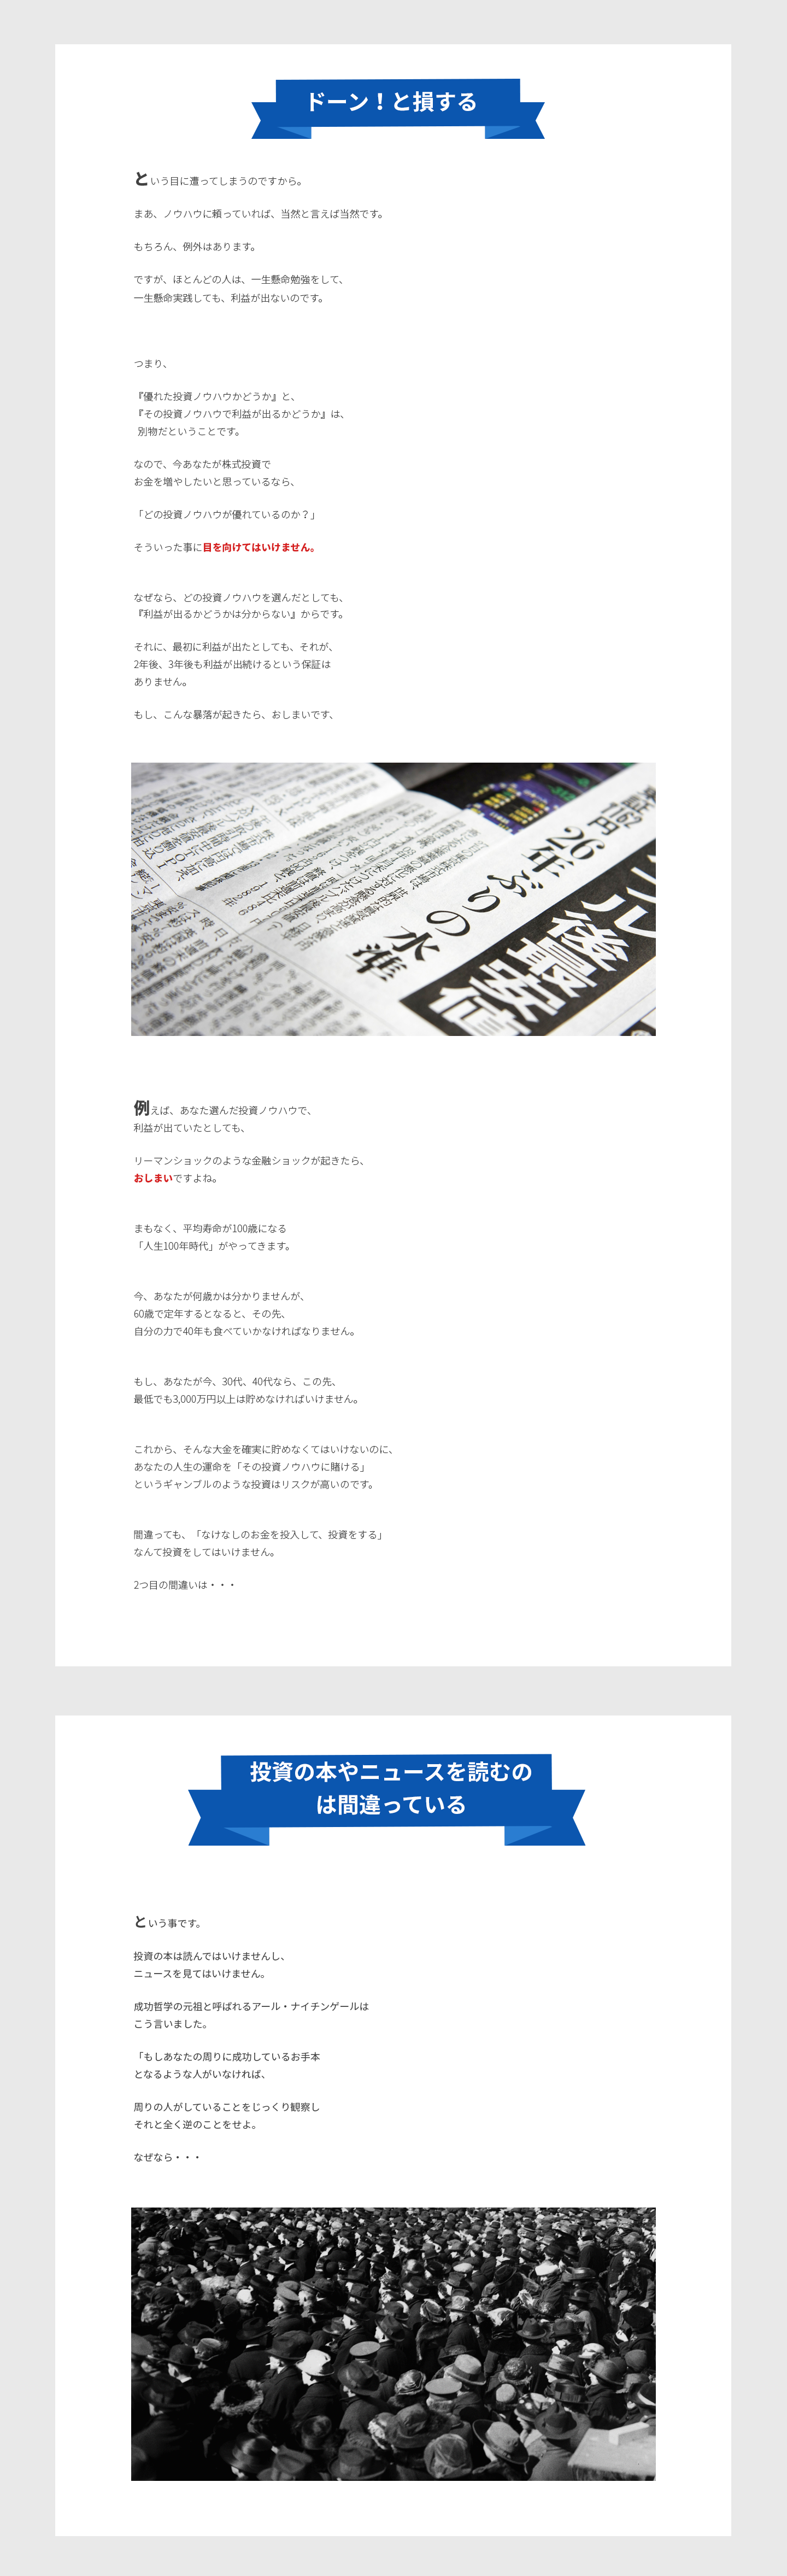 ドーン！と損する
という目に遭ってしまうのですから。
まあ、ノウハウに頼っていれば、当然と言えば当然です。
もちろん、例外はあります。
ですが、ほとんどの人は、一生懸命勉強をして、
一生懸命実践しても、利益が出ないのです。
つまり、
『優れた投資ノウハウかどうか』と、
『その投資ノウハウで利益が出るかどうか』は、
別物だということです。
なので、今あなたが株式投資で
お金を増やしたいと思っているなら、
「どの投資ノウハウが優れているのか？」
そういった事に目を向けてはいけません。
なぜなら、どの投資ノウハウを選んだとしても、
『利益が出るかどうかは分からない』からです。
それに、最初に利益が出たとしても、それが、
2年後、3年後も利益が出続けるという保証は
ありません。
もし、こんな暴落が起きたら、おしまいです、
26年ぶりの水準
後最安値
例えば、あなた選んだ投資ノウハウで、
利益が出ていたとしても、
リーマンショックのような金融ショックが起きたら、
おしまいですよね。
まもなく、平均寿命が100歳になる
「人生100年時代」がやってきます。
今、あなたが何歳かは分かりませんが、
60歳で定年するとなると、その先、
自分の力で40年も食べていかなければなりません。
もし、あなたが今、30代、40代なら、この先、
最低でも3,000万円以上は貯めなければいけません。
これから、そんな大金を確実に貯めなくてはいけないのに、
あなたの人生の運命を「その投資ノウハウに賭ける」
というギャンブルのような投資はリスクが高いのです。
間違っても、「なけなしのお金を投入して、投資をする」
なんて投資をしてはいけません。
2つ目の間違いは・・・
投資の本やニュースを読むの
は間違っている
という事です。
投資の本は読んではいけませんし、
ニュースを見てはいけません。
成功哲学の元祖と呼ばれるアール・ナイチンゲールは
こう言いました。
「もしあなたの周りに成功しているお手本
となるような人がいなければ、
周りの人がしていることをじっくり観察し
それと全く逆のことをせよ。
なぜなら・・・